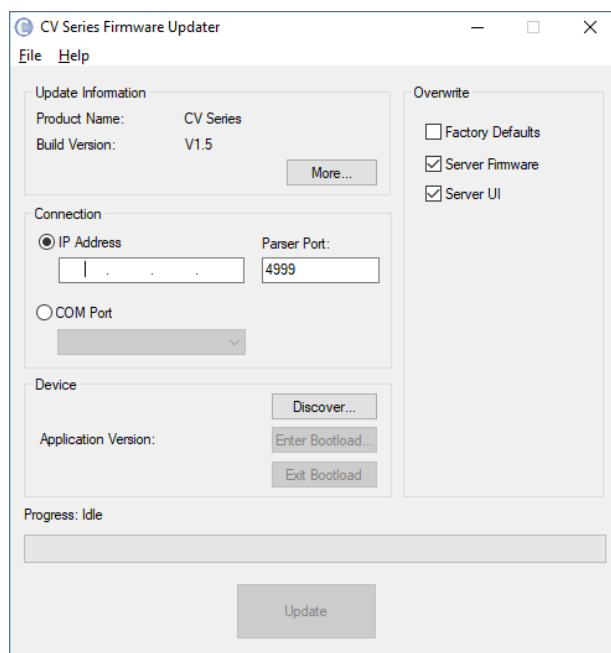 CV Series Firmware Updater
File Help
Update Information
Product Name: CV Series
Build Version: V1.5
More...
Connection
IP Address
Parser Port:
. . .
4999
COM Port
Device
Discover...
Application Version:
Enter Bootload...
Exit Bootload
Overwrite
Factory Defaults
Server Firmware
Server UI
Progress: Idle
Update